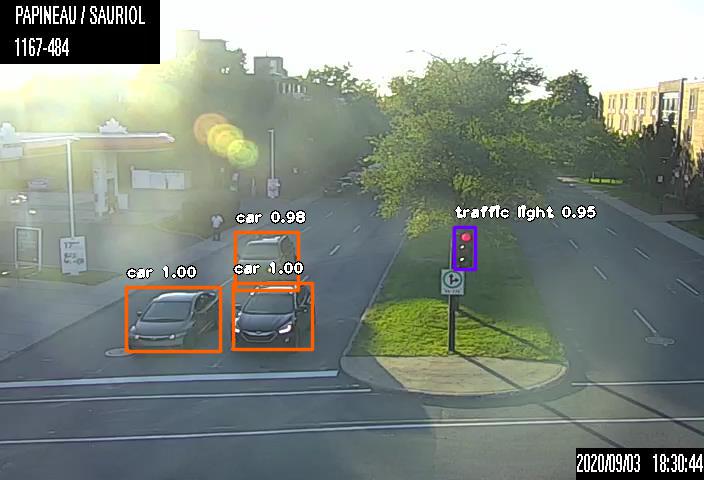 PAPINEAU / SAURIOL
1167-484
car 0.98
traffic light 0.95
car 1.00
car 1.00
2020/09/03 18:30:44